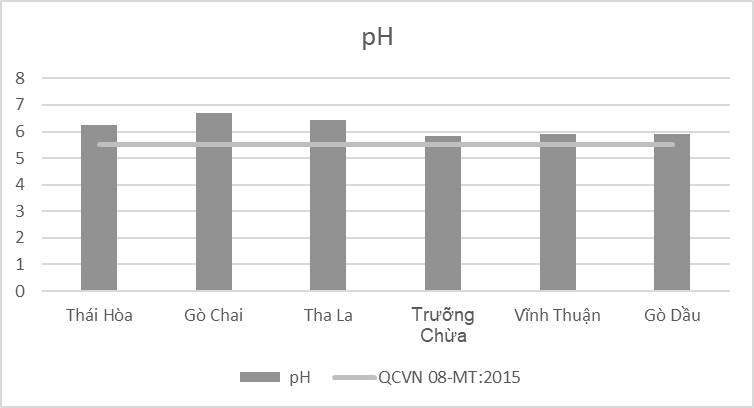 pH
8
7
6
5
4
3
2
1
0
Thái Hòa
Gò Chai
Tha La
Trưỡng
Chừa
Vĩnh Thuận
Gò Dầu
pH
QCVN 08-MT:2015